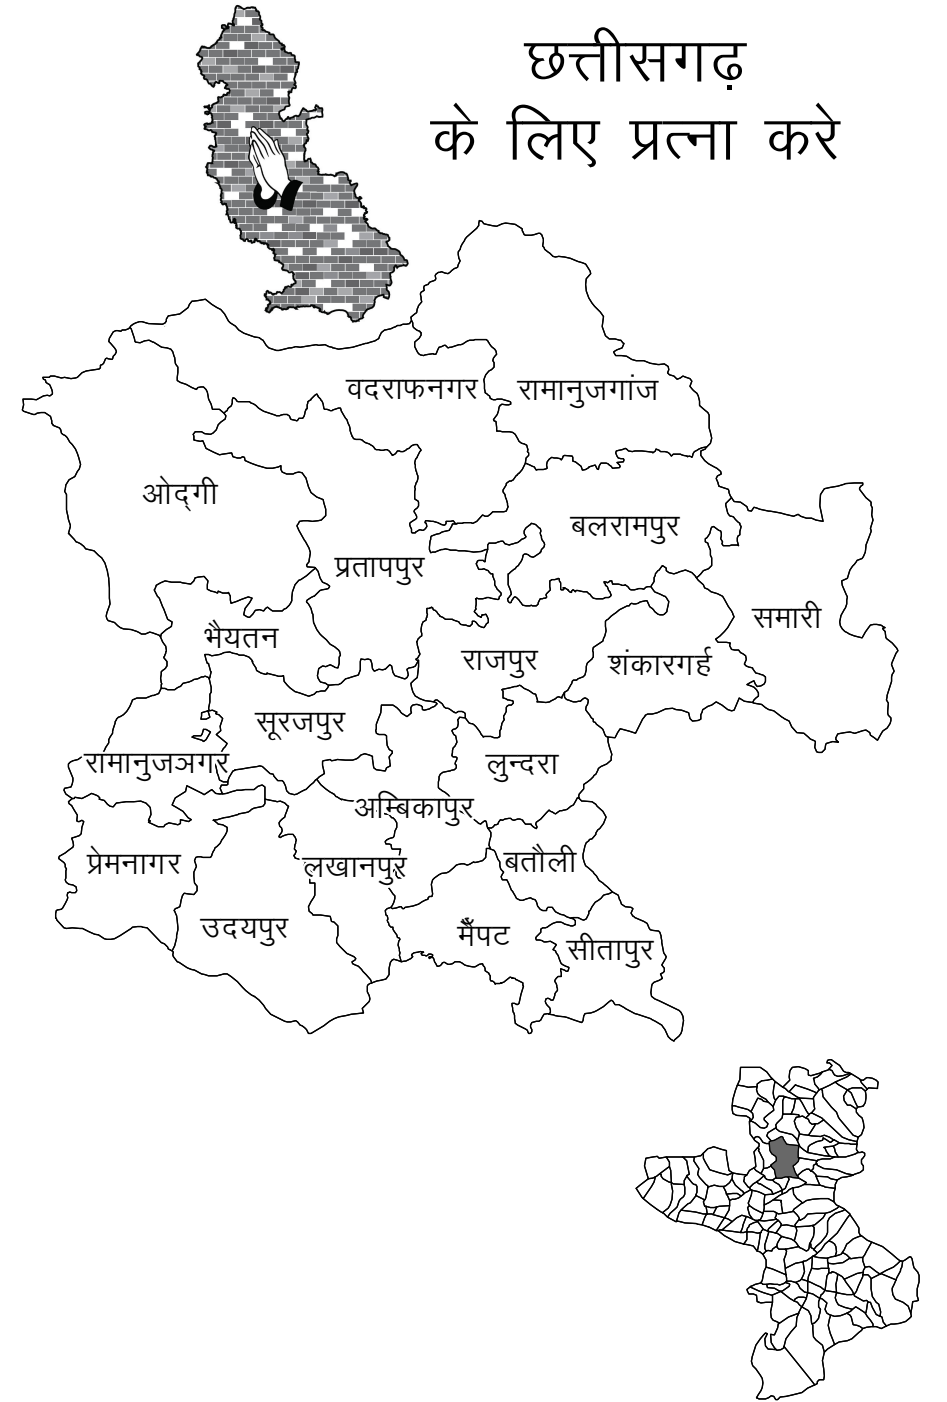 छत्तीसगढ़
के लिए प्रत्ना करे
वदराफनगर
रामानुजगांज
ओद्‌गी
बलरामपुर
प्रतापपुर
समारी
भैयतन
राजपुर
शंकारगर्ह
सूरजपुर
रामानुजञगर
लुन्दरा
अम्बिकापुर
प्रेमनागर
लखानपुर
बतौली
उदयपुर
मैंपट
सीतापुर